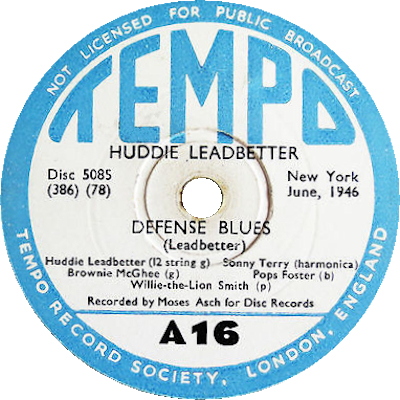 NOT LICENSED FOR PUBLIC BROADCAST
TEMPO
HUDDIE LEADBETTER
Disc 5085
(386) (78)
New York
June, 1946
DEFENSE BLUES
(Leadbetter)
Huddie Leadbetter (12 string g) Sonny Terry (harmonica)
Brownie McGhee (g) Pops Foster (b)
Willie-the-Lion Smith (p)
Recorded by Moses Asch for Disc Records
A16
TEMPO RECORD SOCIETY, LONDON, ENGLAND